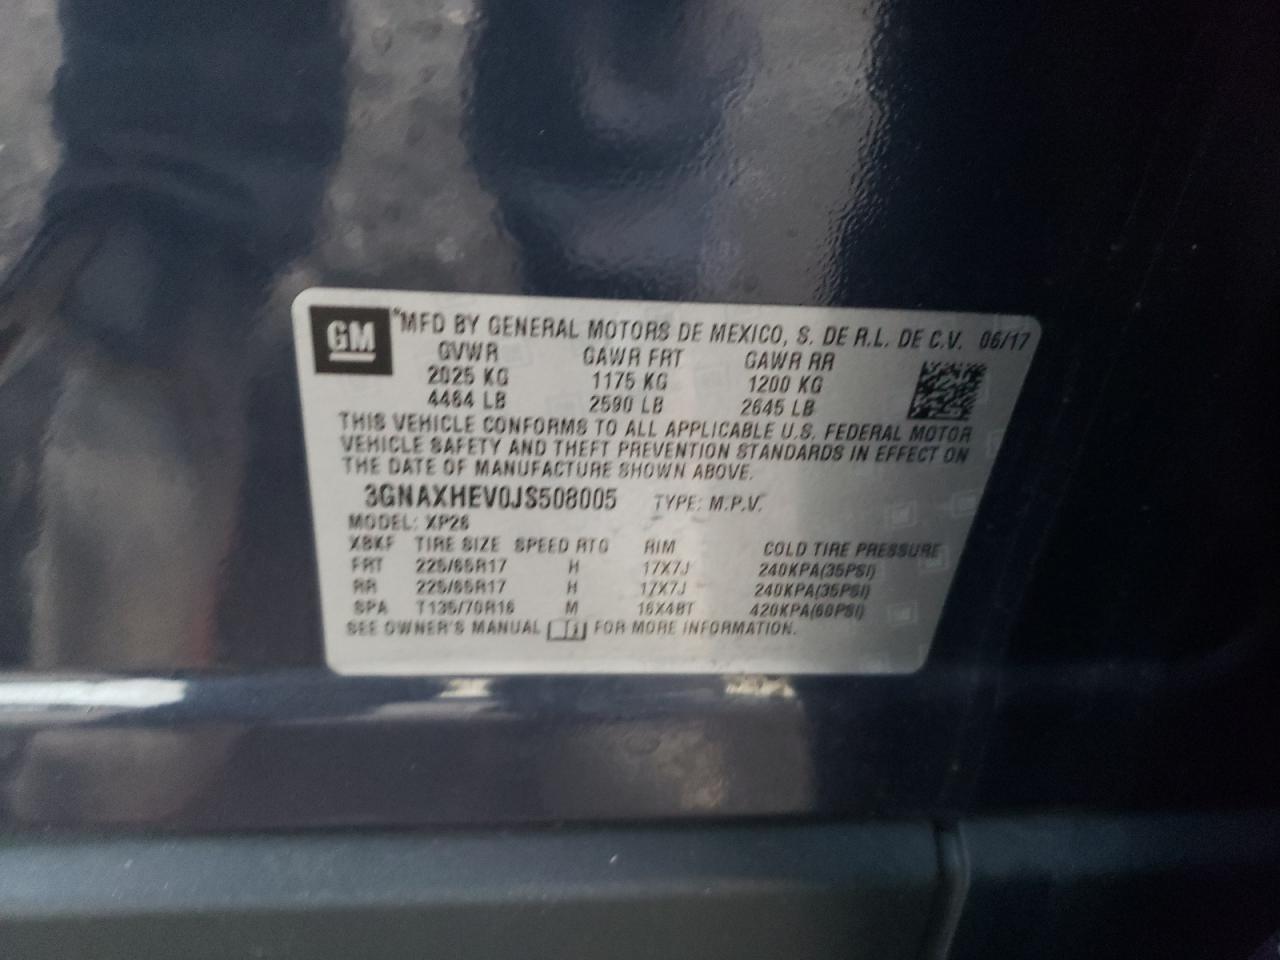 GM
*MFD BY GENERAL MOTORS DE MEXICO, S. DE R.L. DE C.V. 06/17
GVWR GAWR FRT GAWR RR
2025 KG 1175 KG 1200 KG
4464 LB 2590 LB 2645 LB
THIS VEHICLE CONFORMS TO ALL APPLICABLE U.S. FEDERAL MOTOR
VEHICLE SAFETY AND THEFT PREVENTION STANDARDS IN EFFECT ON
THE DATE OF MANUFACTURE SHOWN ABOVE.
3GNAXHEV0JS508005 TYPE: M.P.V.
MODEL: XP26
XBKF TIRE SIZE SPEED RTG RIM COLD TIRE PRESSURE
FRT 225/65R17 H 17X7J 240KPA(35PSI)
RR 225/65R17 H 17X7J 240KPA(35PSI)
SPA T135/70R16 M 16X4BT 420KPA(60PSI)
SEE OWNER'S MANUAL FOR MORE INFORMATION.